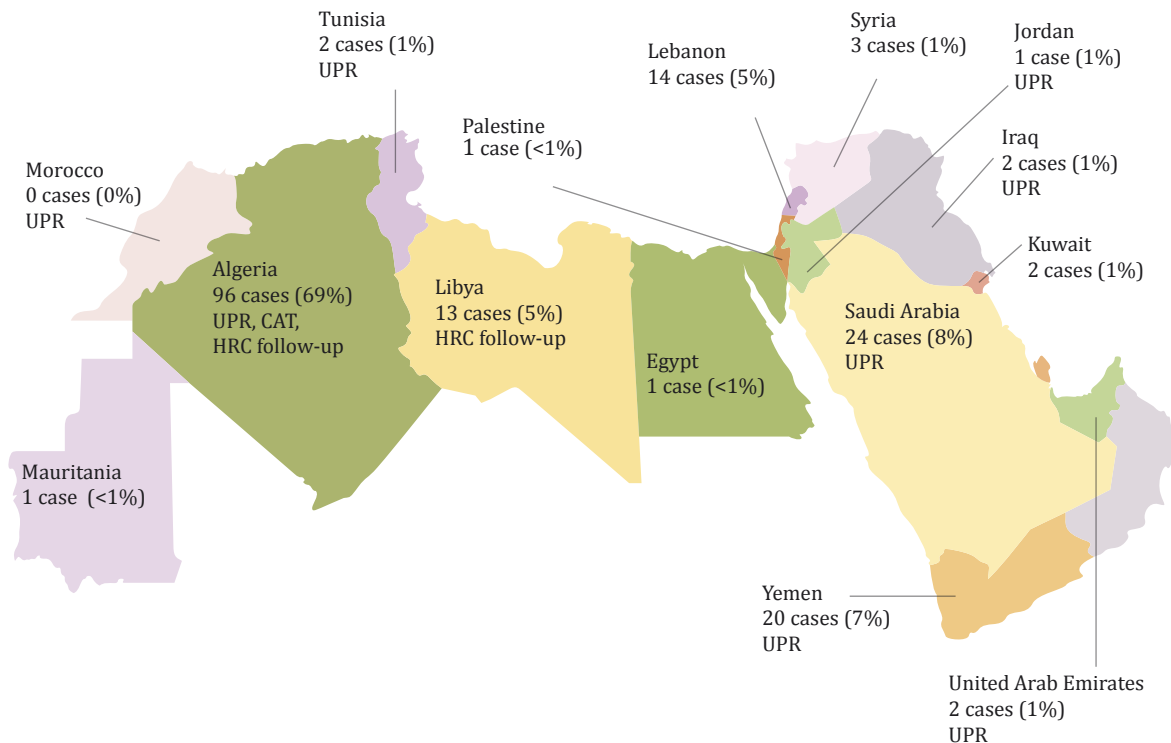 Tunisia
2 cases (1%)
UPR
Syria
3 cases (1%)
Jordan
1 case (1%)
UPR
Lebanon
14 cases (5%)
Palestine
1 case (<1%)
Iraq
2 cases (1%)
UPR
Morocco
0 cases (0%)
UPR
Kuwait
2 cases (1%)
Algeria
96 cases (69%)
UPR, CAT,
HRC follow-up
Libya
13 cases (5%)
HRC follow-up
Saudi Arabia
24 cases (8%)
UPR
Egypt
1 case (<1%)
Mauritania
1 case (<1%)
Yemen
20 cases (7%)
UPR
United Arab Emirates
2 cases (1%)
UPR